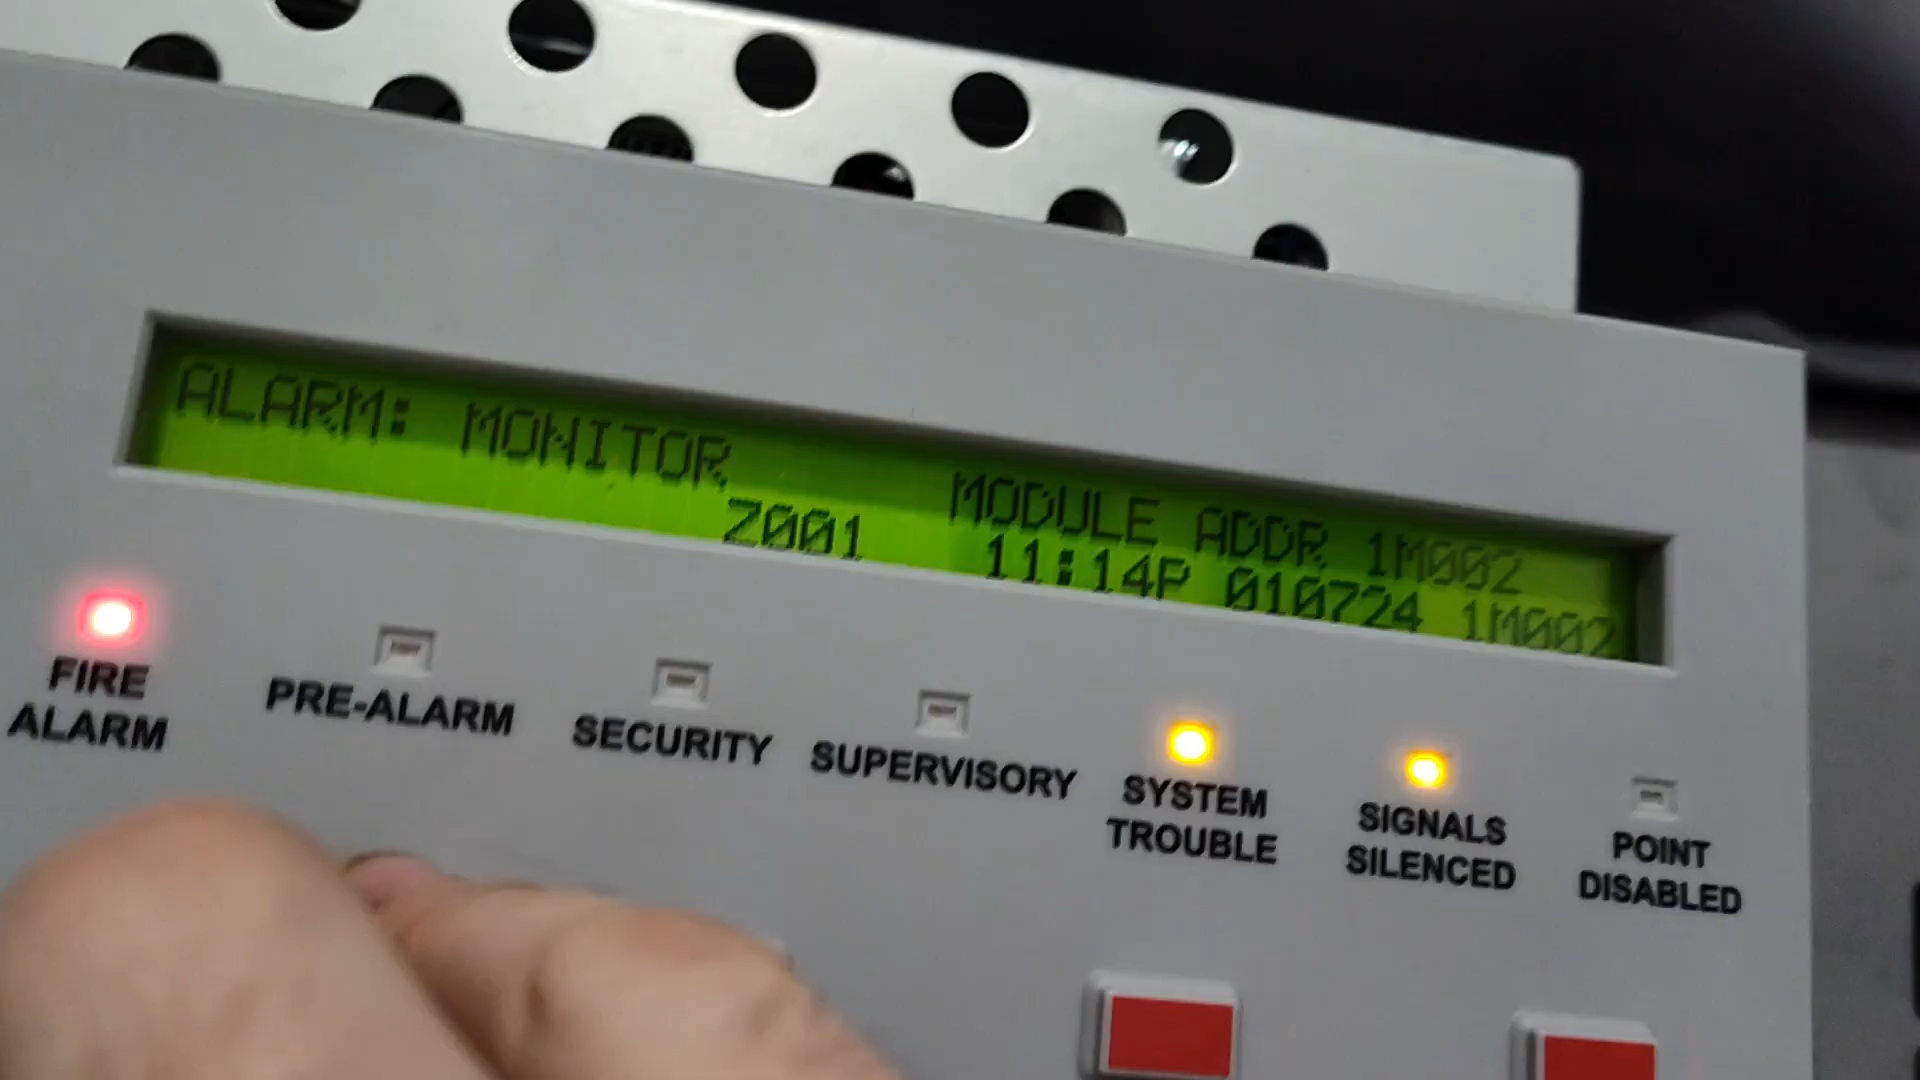 ALARM: MONITOR MODULE ADDR 1M002
Z001 11:14P 010724 1M002
FIRE
ALARM
PRE-ALARM
SECURITY
SUPERVISORY
SYSTEM
TROUBLE
SIGNALS
SILENCED
POINT
DISABLED